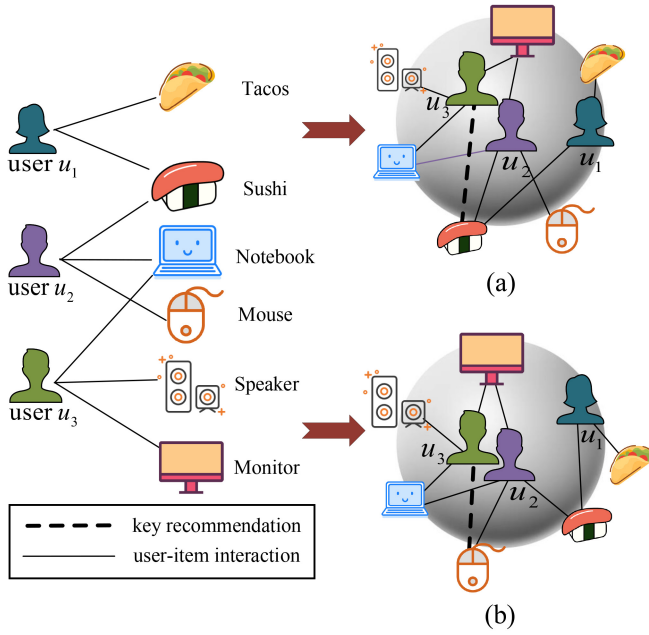 Tacos
user u1
Sushi
user u2
Notebook
Mouse
user u3
Speaker
Monitor
key recommendation
user-item interaction
u3
u2
u1
(a)
u3
u1
u2
(b)